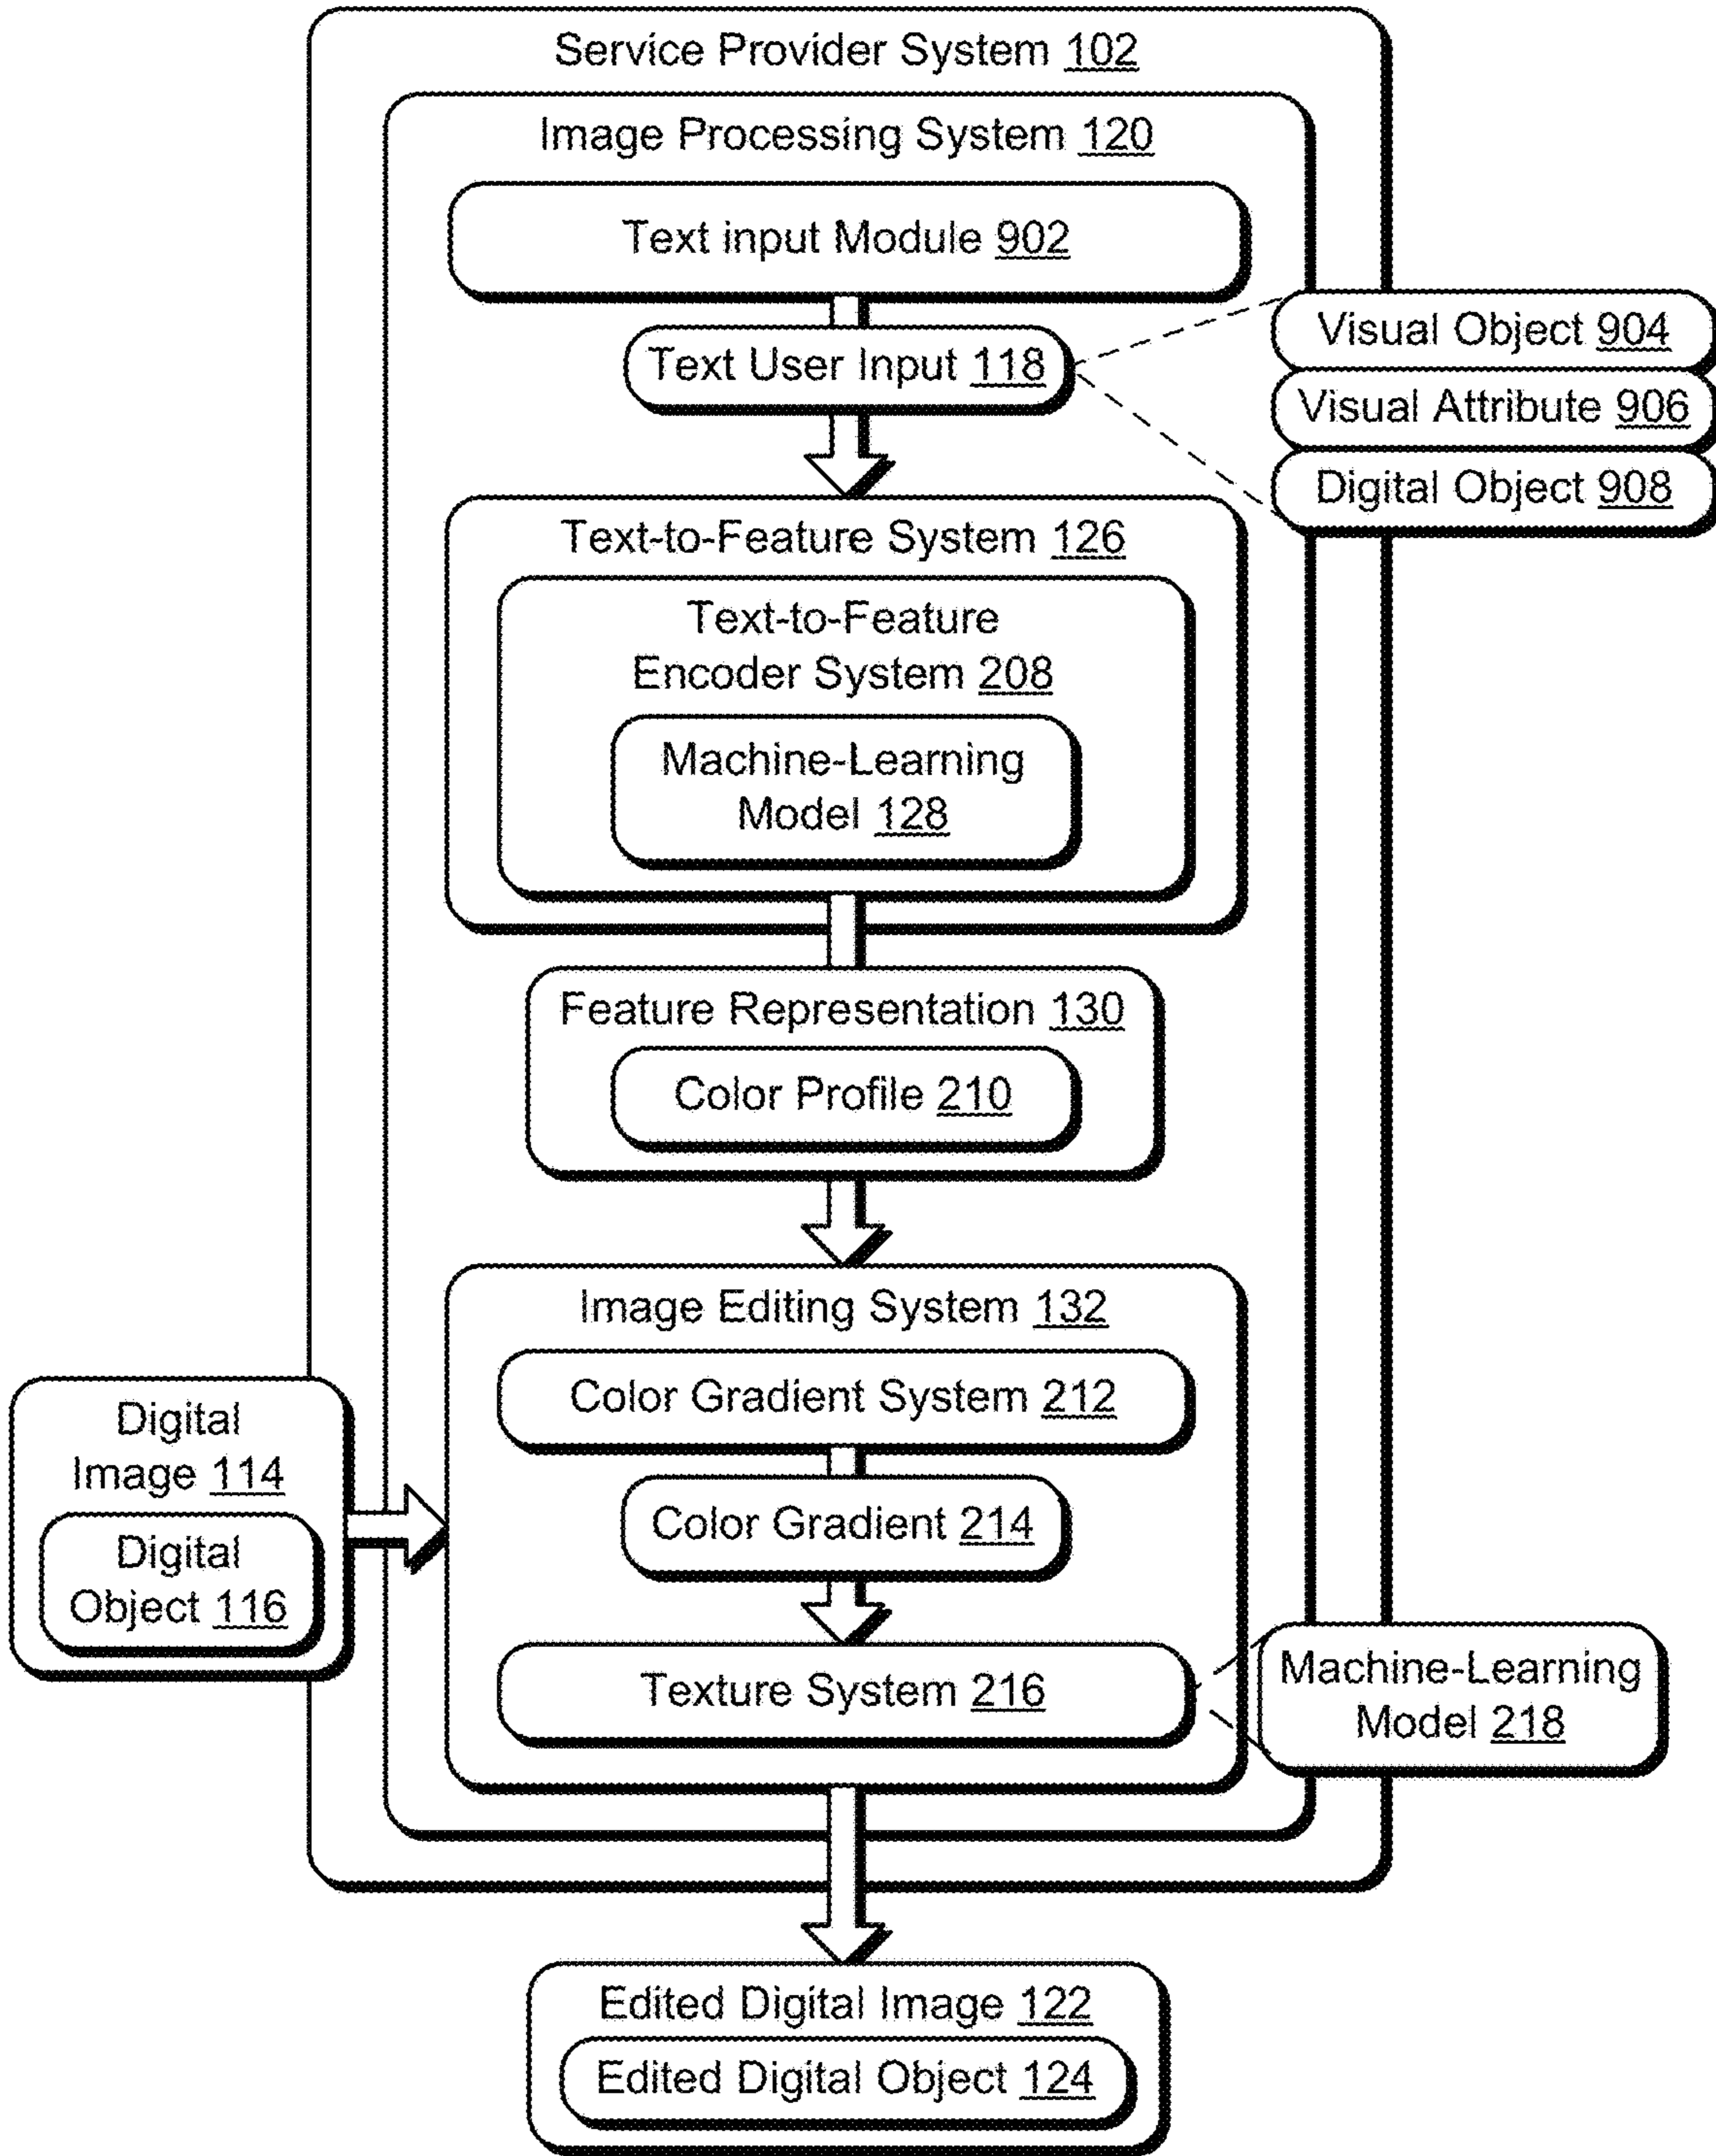 Service Provider System 102
Image Processing System 120
Text input Module 902
Text User Input 118
Visual Object 904
Visual Attribute 906
Digital Object 908
Text-to-Feature System 126
Text-to-Feature
Encoder System 208
Machine-Learning
Model 128
Feature Representation 130
Color Profile 210
Image Editing System 132
Color Gradient System 212
Digital
Image 114
Digital
Object 116
Color Gradient 214
Texture System 216
Machine-Learning
Model 218
Edited Digital Image 122
Edited Digital Object 124